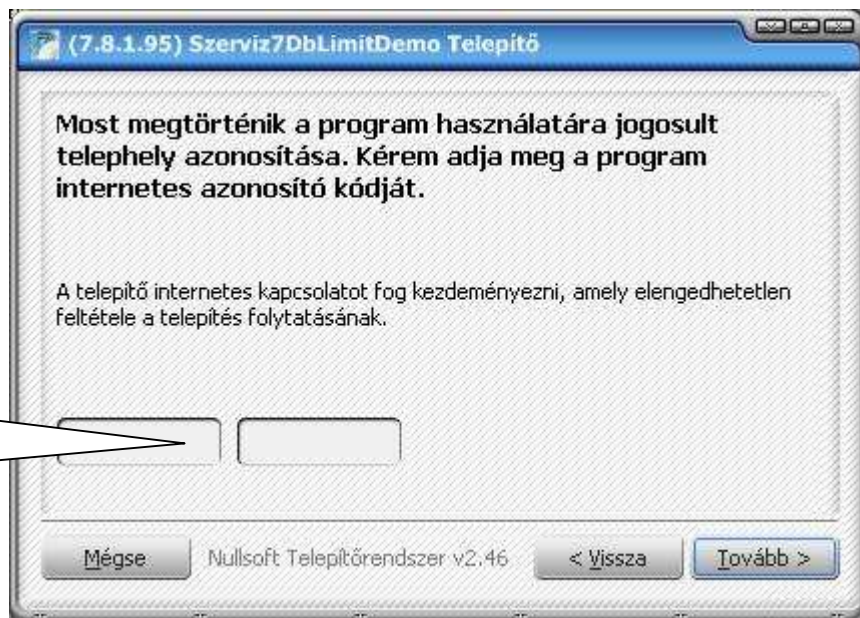 (7.8.1.95) Szerviz7DbLimitDemo Telepítő
Most megtörténik a program használatára jogosult
telephely azonosítása. Kérem adja meg a program
internetes azonosító kódját.
A telepítő internetes kapcsolatot fog kezdeményezni, amely elengedhetetlen
feltétele a telepítés folytatásának.
Mégse Nullsoft Telepítőrendszer v2.46 < Vissza Tovább >